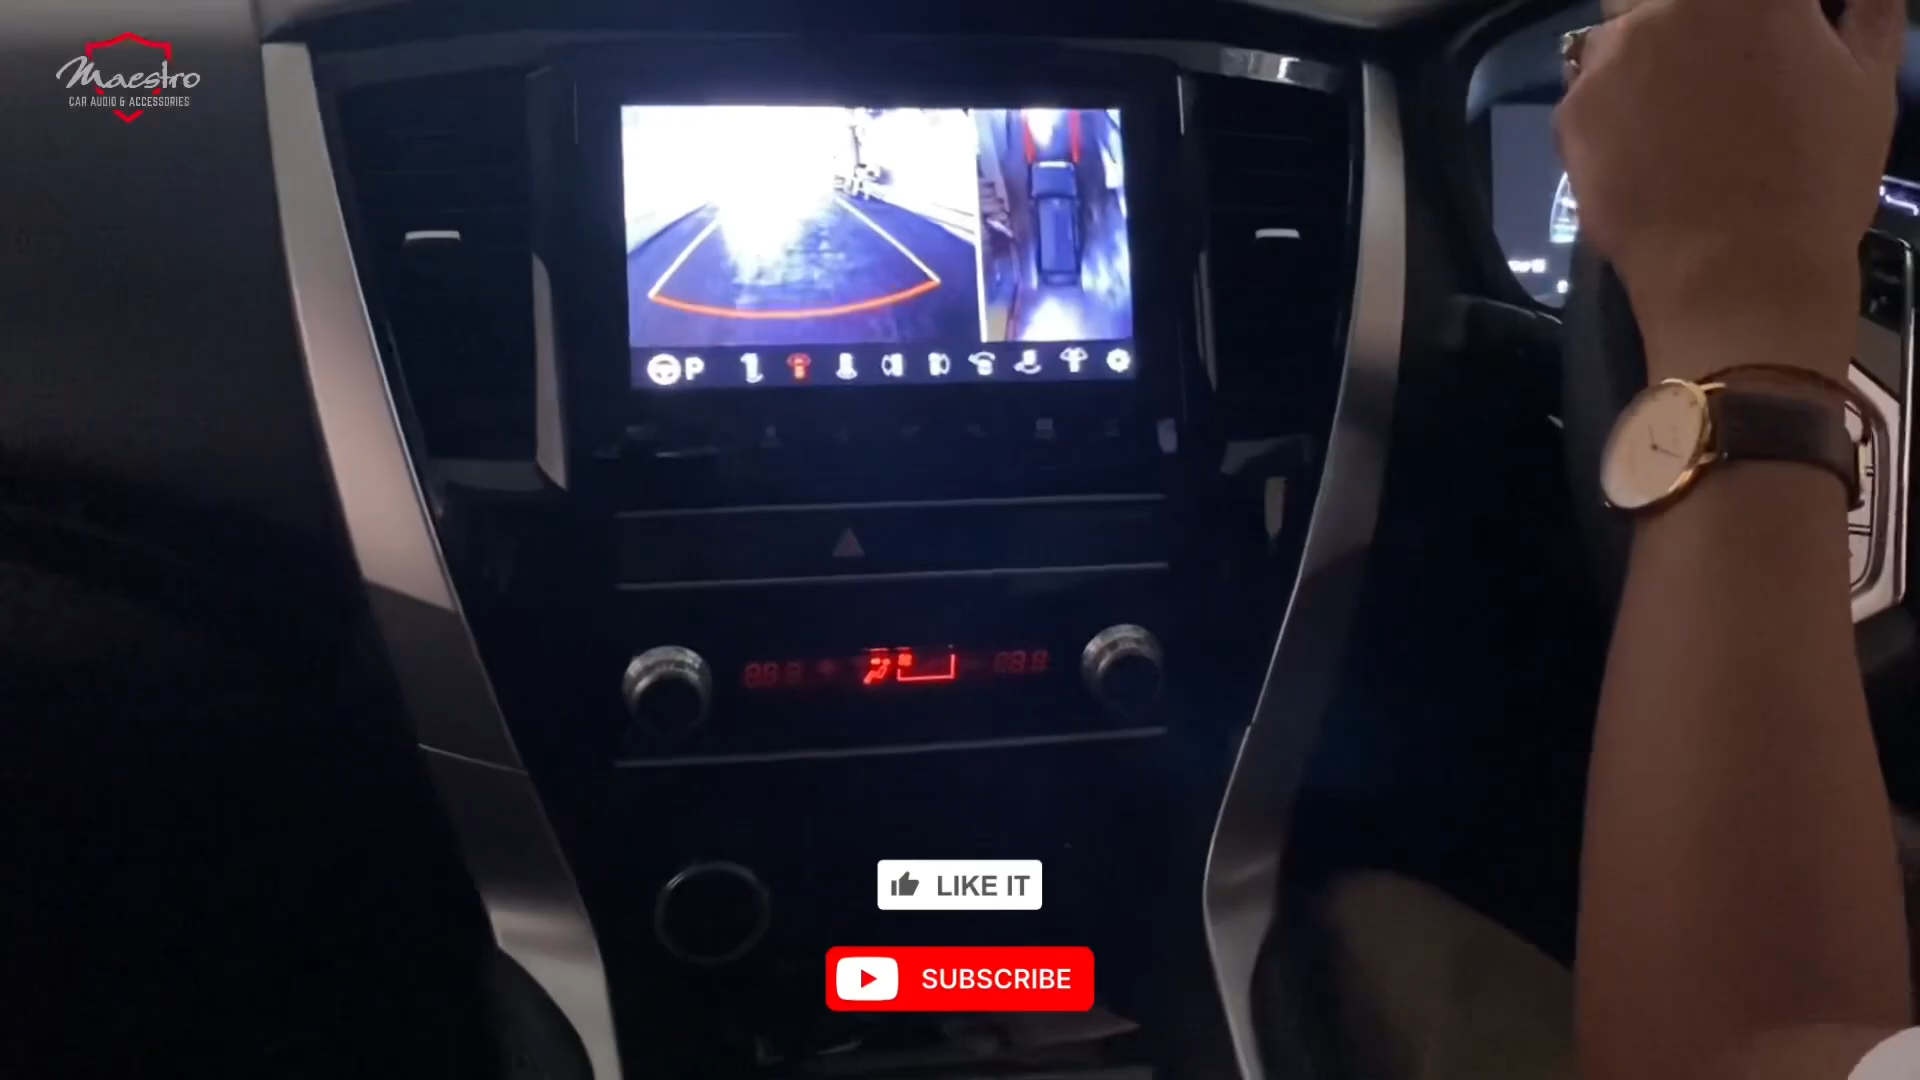 Maestro
CAR AUDIO & ACCESSORIES
P
LIKE IT
SUBSCRIBE